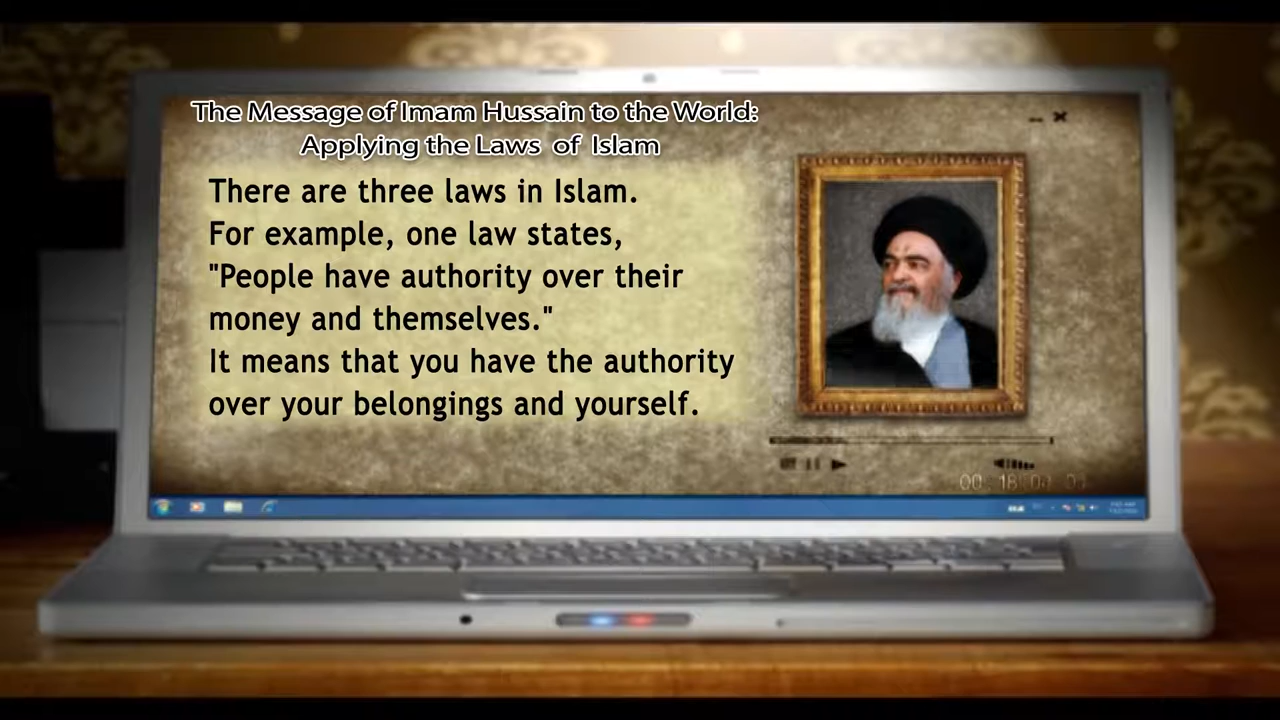 The Message of Imam Hussain to the World:
Applying the Laws of Islam
There are three laws in Islam.
For example, one law states,
"People have authority over their
money and themselves."
It means that you have the authority
over your belongings and yourself.